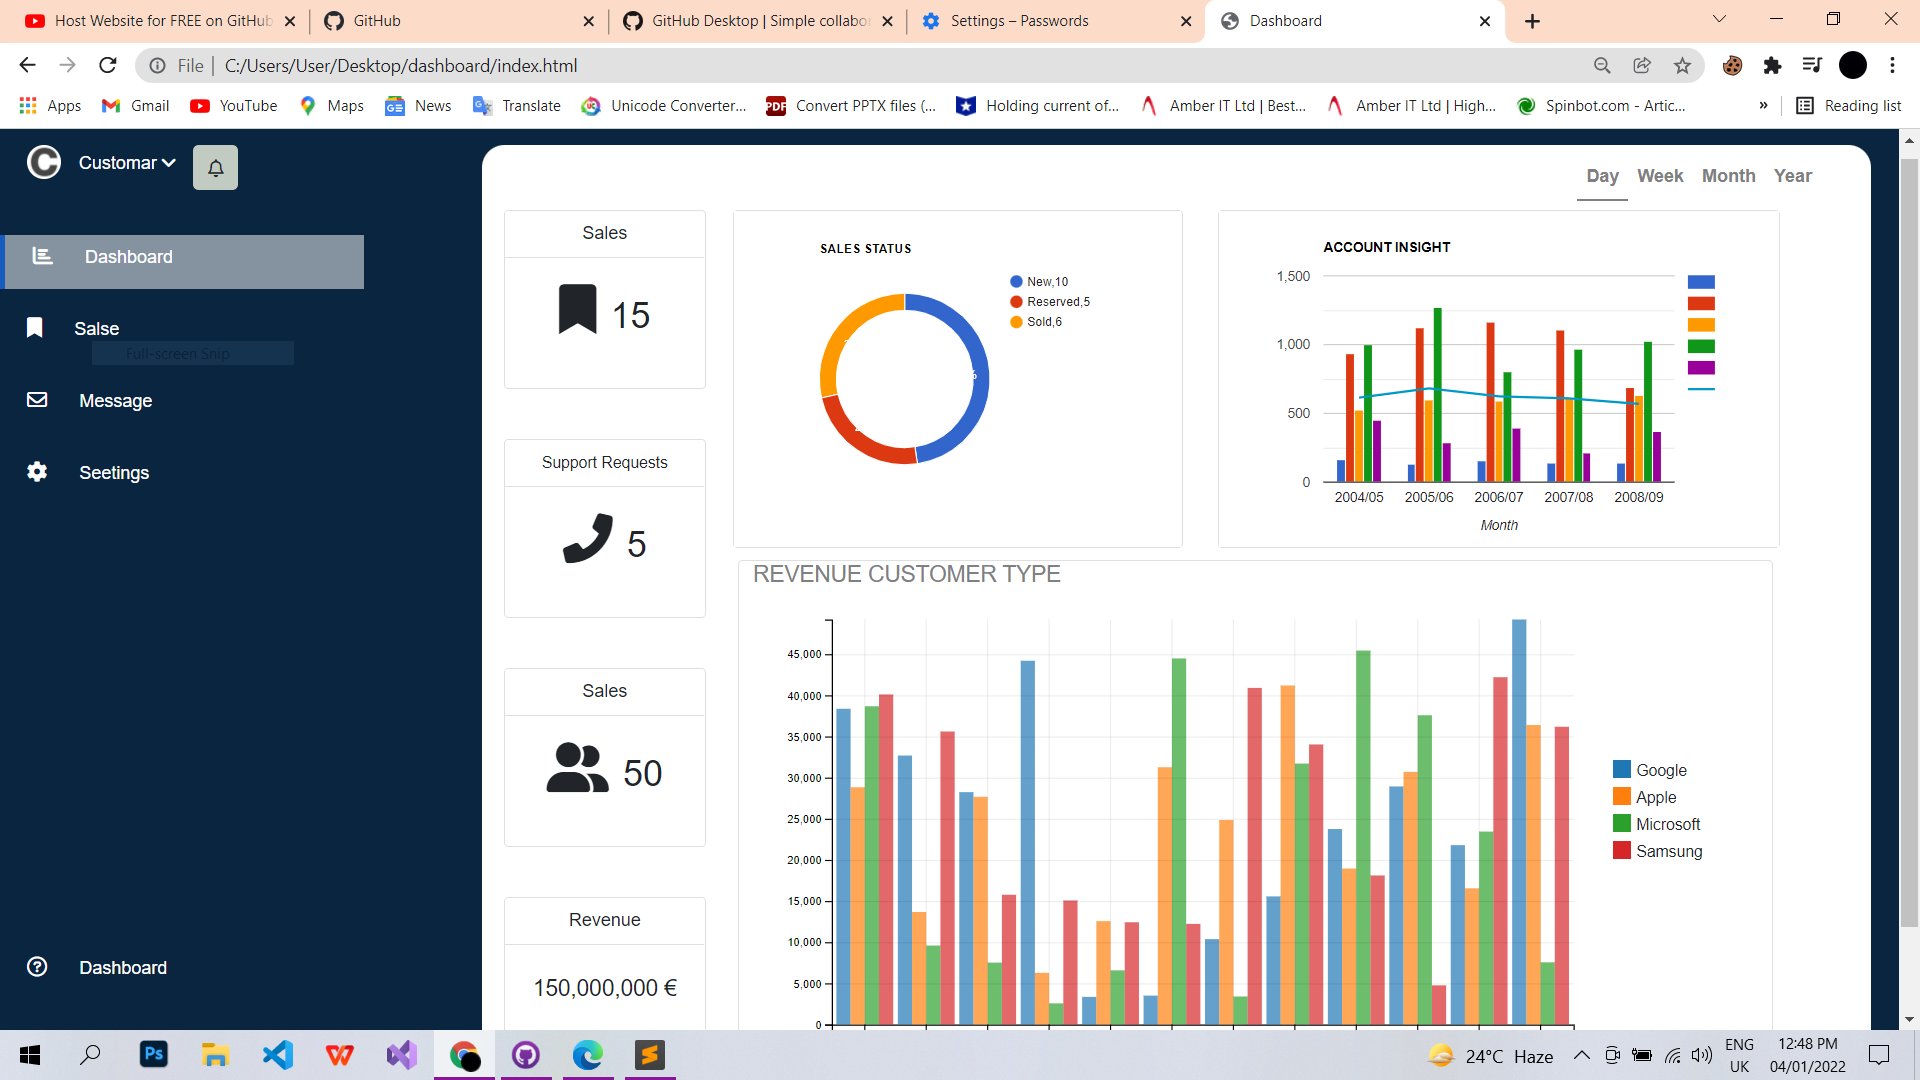 Host Website for FREE on GitHub
GitHub
GitHub Desktop | Simple collabor
Settings – Passwords
Dashboard
File | C:/Users/User/Desktop/dashboard/index.html
Apps
Gmail
YouTube
Maps
News
Translate
Unicode Converter...
PDF
Convert PPTX files (...
Holding current of...
Amber IT Ltd | Best...
Amber IT Ltd | High...
Spinbot.com - Artic...
»
Reading list
Customar
Dashboard
Salse
Full-screen Snip
Message
Seetings
Dashboard
Day Week Month Year
Sales
15
Support Requests
5
Sales
50
Revenue
150,000,000 €
SALES STATUS
New,10
Reserved,5
Sold,6
ACCOUNT INSIGHT
1,500
1,000
500
0
2004/05 2005/06 2006/07 2007/08 2008/09
Month
REVENUE CUSTOMER TYPE
45,000
40,000
35,000
30,000
25,000
20,000
15,000
10,000
5,000
0
Google
Apple
Microsoft
Samsung
Ps
24°C Haze
ENG
UK
12:48 PM
04/01/2022